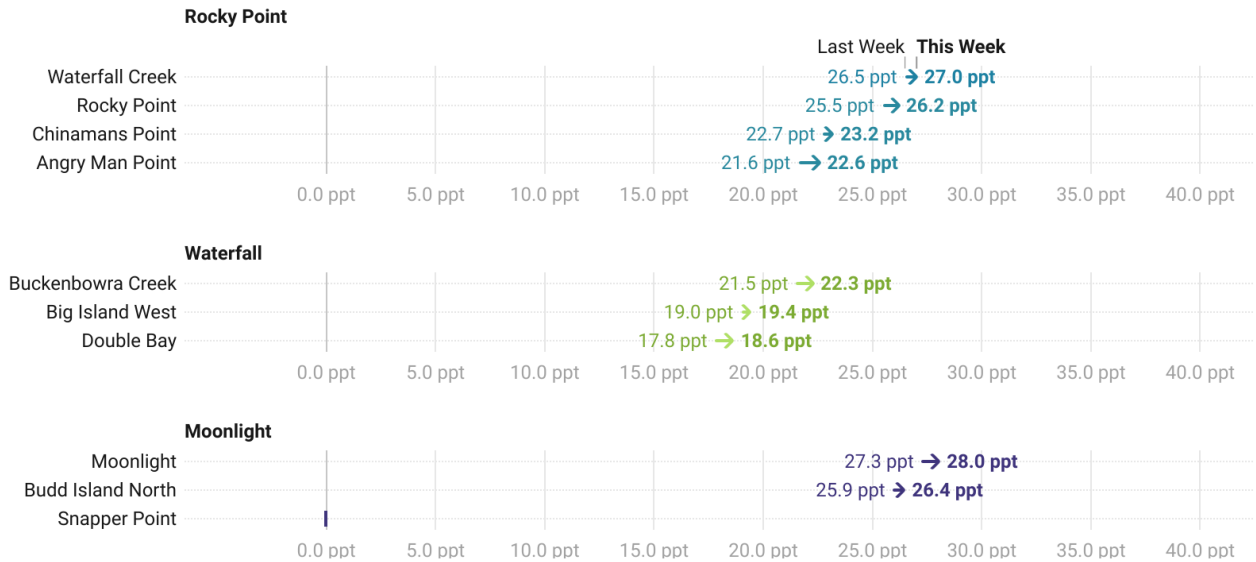 Rocky Point
Last Week This Week
Waterfall Creek 26.5 ppt → 27.0 ppt
Rocky Point 25.5 ppt → 26.2 ppt
Chinamans Point 22.7 ppt → 23.2 ppt
Angry Man Point 21.6 ppt → 22.6 ppt
0.0 ppt 5.0 ppt 10.0 ppt 15.0 ppt 20.0 ppt 25.0 ppt 30.0 ppt 35.0 ppt 40.0 ppt
Waterfall
Buckenbowra Creek 21.5 ppt → 22.3 ppt
Big Island West 19.0 ppt → 19.4 ppt
Double Bay 17.8 ppt → 18.6 ppt
0.0 ppt 5.0 ppt 10.0 ppt 15.0 ppt 20.0 ppt 25.0 ppt 30.0 ppt 35.0 ppt 40.0 ppt
Moonlight
Moonlight 27.3 ppt → 28.0 ppt
Budd Island North 25.9 ppt → 26.4 ppt
Snapper Point
0.0 ppt 5.0 ppt 10.0 ppt 15.0 ppt 20.0 ppt 25.0 ppt 30.0 ppt 35.0 ppt 40.0 ppt